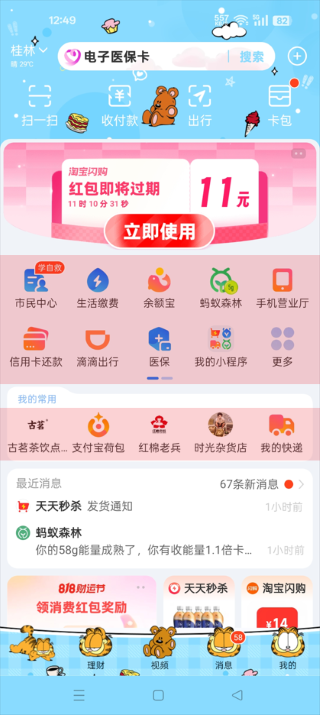 12:49
557 B/s 5G 82
桂林
晴 29°C
电子医保卡 搜索
扫一扫 收付款 出行 卡包
淘宝闪购
红包即将过期
11 时 10 分 31 秒
11元
立即使用
学自救
市民中心 生活缴费 余额宝 蚂蚁森林 手机营业厅
信用卡还款 滴滴出行 医保 我的小程序 更多
我的常用
古茗
古茗茶饮点... 支付宝荷包 红棉老兵 时光杂货店 我的快递
最近消息 67条新消息
天天秒杀 发货通知 1小时前
蚂蚁森林
你的58g能量成熟了，你有收能量1.1倍卡... 1小时前
8/8财运节 天天秒杀 淘宝闪购
领消费红包奖励
¥14
58
理财 视频 消息 我的